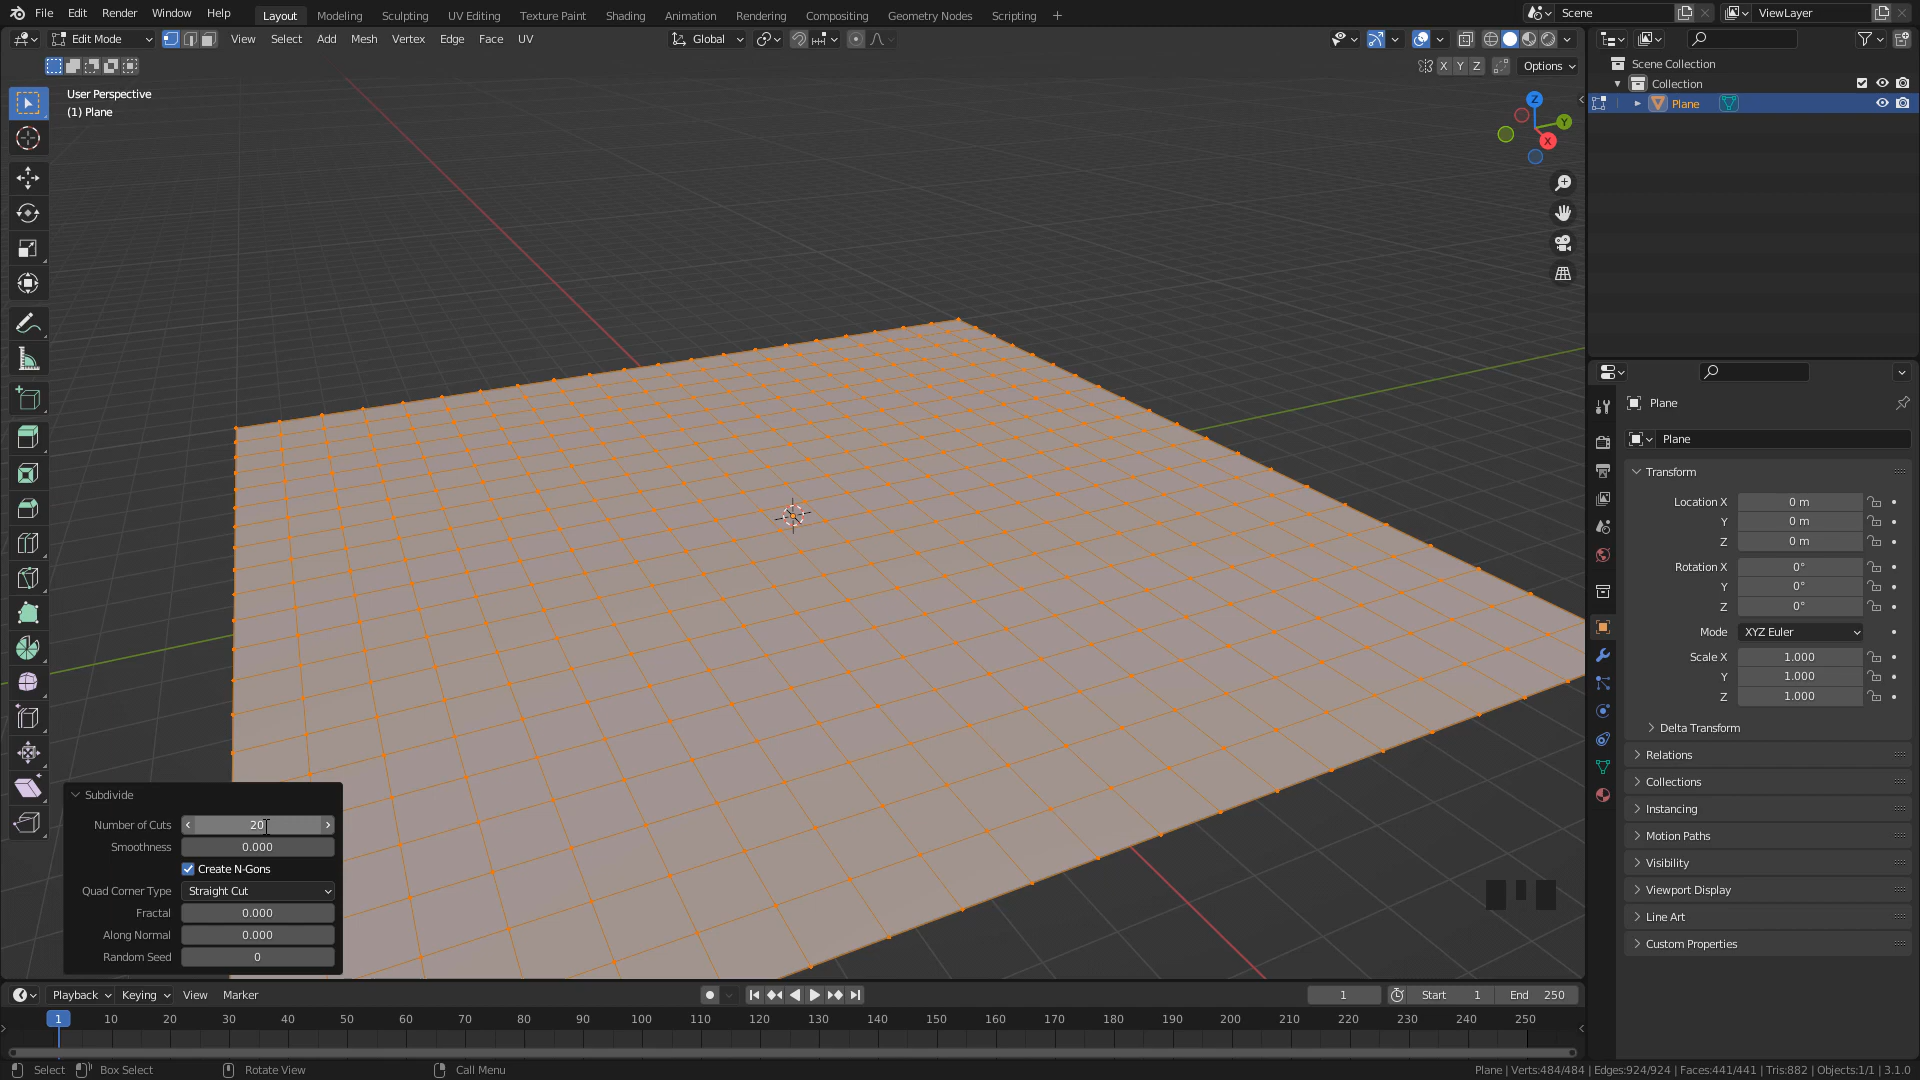 File Edit Render Window Help Layout Modeling Sculpting UV Editing Texture Paint Shading Animation Rendering Compositing Geometry Nodes Scripting + Scene ViewLayer
Edit Mode View Select Add Mesh Vertex Edge Face UV Global
X Y Z Options
User Perspective
(1) Plane
Z
Y
X
Scene Collection
Collection
Plane
Plane
Plane
Transform
Location X 0 m
Y 0 m
Z 0 m
Rotation X 0°
Y 0°
Z 0°
Mode XYZ Euler
Scale X 1.000
Y 1.000
Z 1.000
Delta Transform
Relations
Collections
Instancing
Motion Paths
Visibility
Viewport Display
Line Art
Custom Properties
Subdivide
Number of Cuts 20
Smoothness 0.000
Create N-Gons
Quad Corner Type Straight Cut
Fractal 0.000
Along Normal 0.000
Random Seed 0
Playback Keying View Marker 1 Start 1 End 250
1 10 20 30 40 50 60 70 80 90 100 110 120 130 140 150 160 170 180 190 200 210 220 230 240 250
Select Box Select Rotate View Call Menu Plane | Verts:484/484 | Edges:924/924 | Faces:441/441 | Tris:882 | Objects:1/1 | 3.1.0